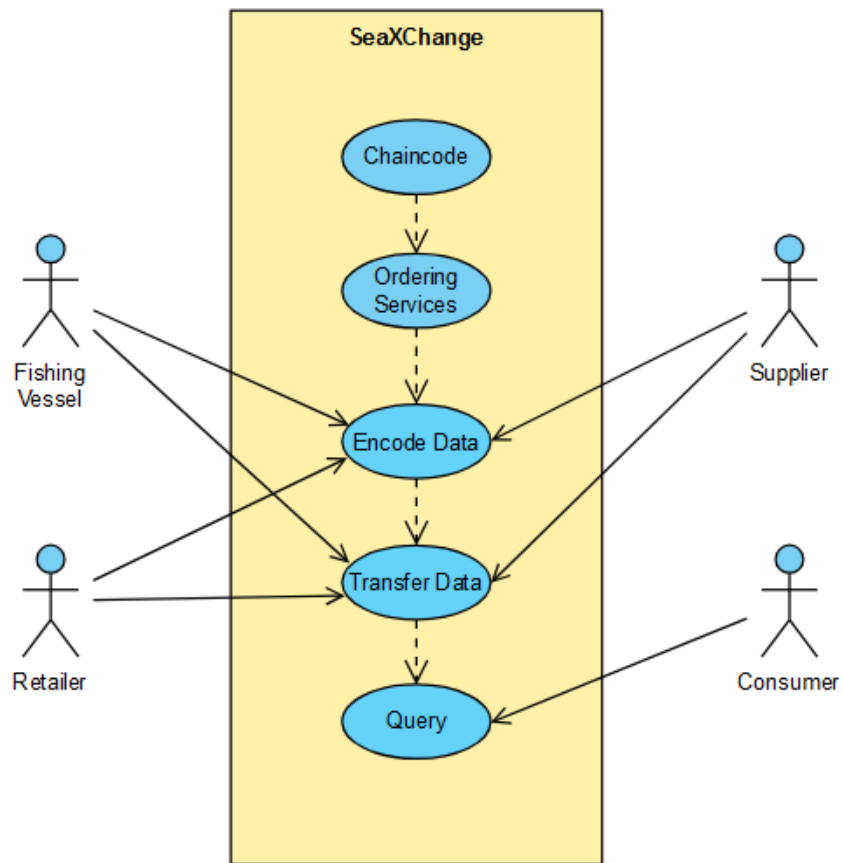 SeaXChange
Chaincode
Ordering
Services
Fishing
Vessel
Supplier
Encode Data
Transfer Data
Retailer
Consumer
Query